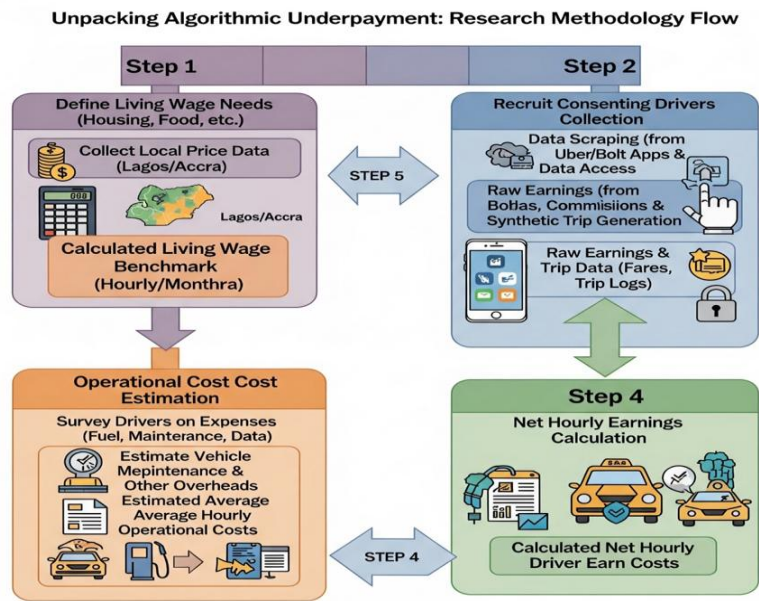 Unpacking Algorithmic Underpayment: Research Methodology Flow
Step 1
Step 2
Define Living Wage Needs
(Housing, Food, etc.)
Collect Local Price Data
(Lagos/Accra)
Lagos/Accra
Calculated Living Wage
Benchmark
(Hourly/Monthra)
STEP 5
Recruit Consenting Drivers
Collection
Data Scraping (from
Uber/Bolt Apps &
Data Access
Raw Earnings (from
Boltas, Commisiions &
Synthetic Trip Generation
Raw Earnings &
Trip Data (Fares,
Trip Logs)
Operational Cost Cost
Estimation
Survey Drivers on Expenses
(Fuel, Mainterance, Data)
Estimate Vehicle
Mepintenance &
Other Overheads
Estimated Average
Average Hourly
Operational Costs
STEP 4
Step 4
Net Hourly Earnings
Calculation
Calculated Net Hourly
Driver Earn Costs